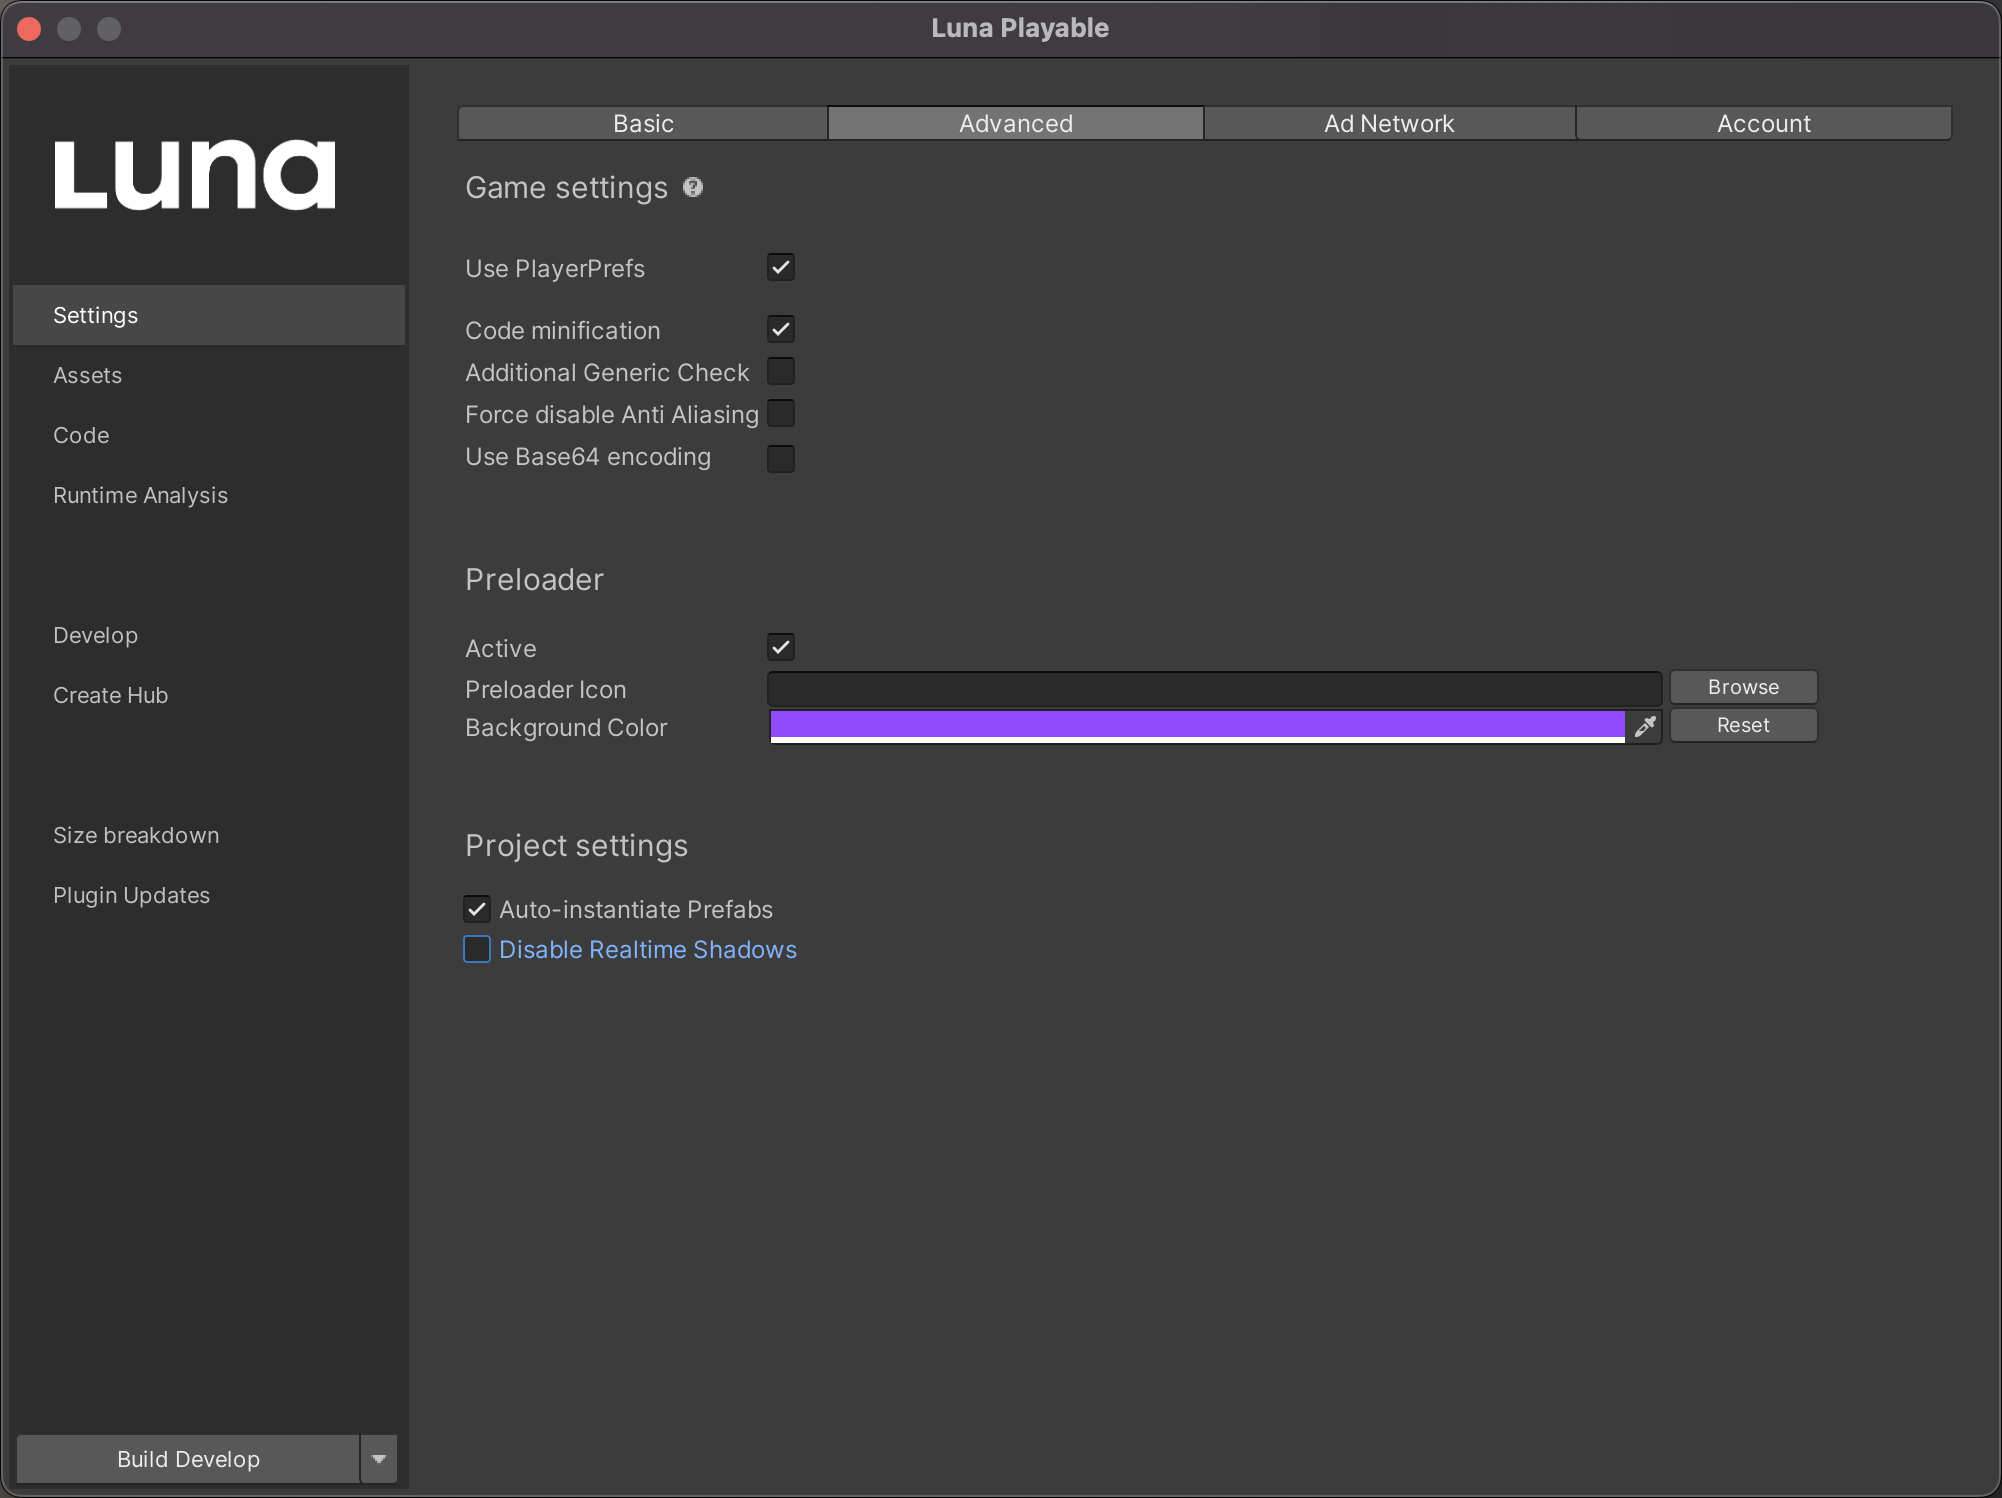 Luna Playable
Luna
Settings
Assets
Code
Runtime Analysis
Develop
Create Hub
Size breakdown
Plugin Updates
Build Develop
Basic
Advanced
Ad Network
Account
Game settings ?
Use PlayerPrefs
Code minification
Additional Generic Check
Force disable Anti Aliasing
Use Base64 encoding
Preloader
Active
Preloader Icon
Browse
Background Color
Reset
Project settings
Auto-instantiate Prefabs
Disable Realtime Shadows